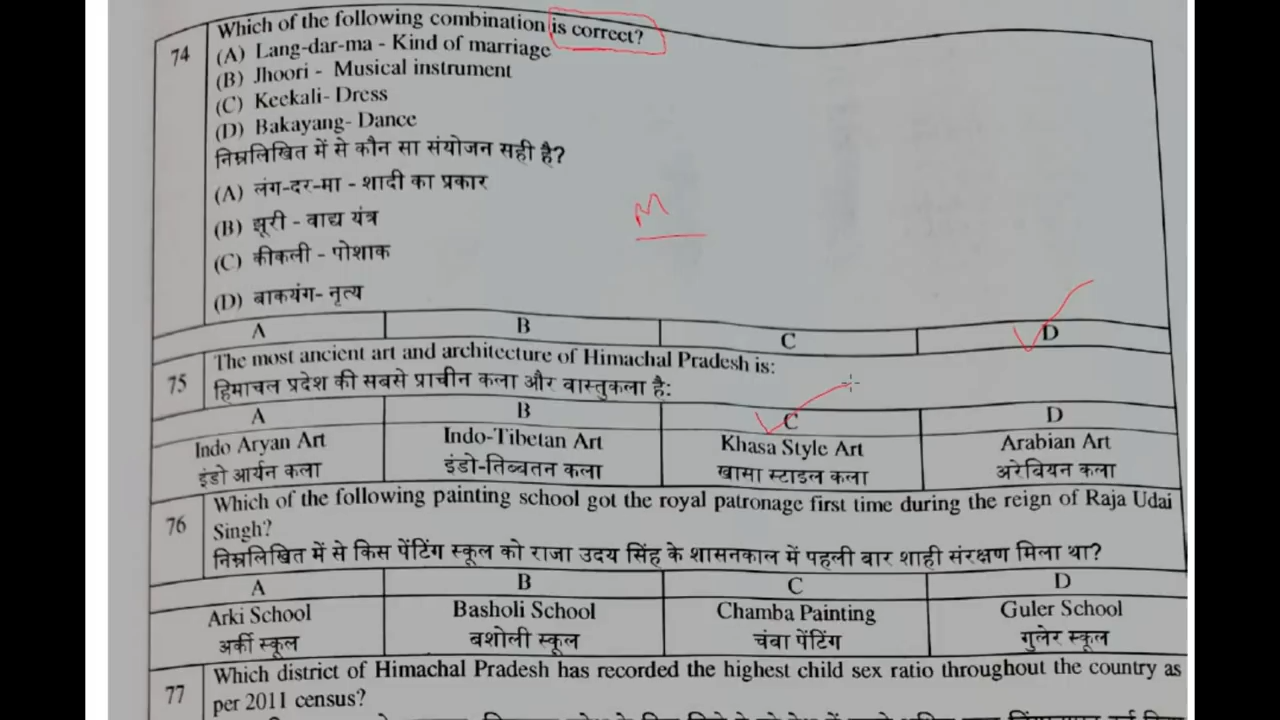 74
Which of the following combination is correct?
(A) Lang-dar-ma - Kind of marriage
(B) Jhoori - Musical instrument
(C) Keekali- Dress
(D) Bakayang- Dance
निम्नलिखित में से कौन सा संयोजन सही है?
(A) लंग-दर-मा - शादी का प्रकार
(B) झूरी - वाद्य यंत्र
M
(C) कीकली - पोशाक
(D) बाकयंग- नृत्य
A B C D
75
The most ancient art and architecture of Himachal Pradesh is:
हिमाचल प्रदेश की सबसे प्राचीन कला और वास्तुकला है:
A B C D
Indo Aryan Art Indo-Tibetan Art Khasa Style Art Arabian Art
इंडो आर्यन कला इंडो-तिब्बतन कला खासा स्टाइल कला अरेबियन कला
76
Which of the following painting school got the royal patronage first time during the reign of Raja Udai
Singh?
निम्नलिखित में से किस पेंटिंग स्कूल को राजा उदय सिंह के शासनकाल में पहली बार शाही संरक्षण मिला था?
A B C D
Arki School Basholi School Chamba Painting Guler School
अर्की स्कूल बशोली स्कूल चंबा पेंटिंग गुलेर स्कूल
77
Which district of Himachal Pradesh has recorded the highest child sex ratio throughout the country as
per 2011 census?